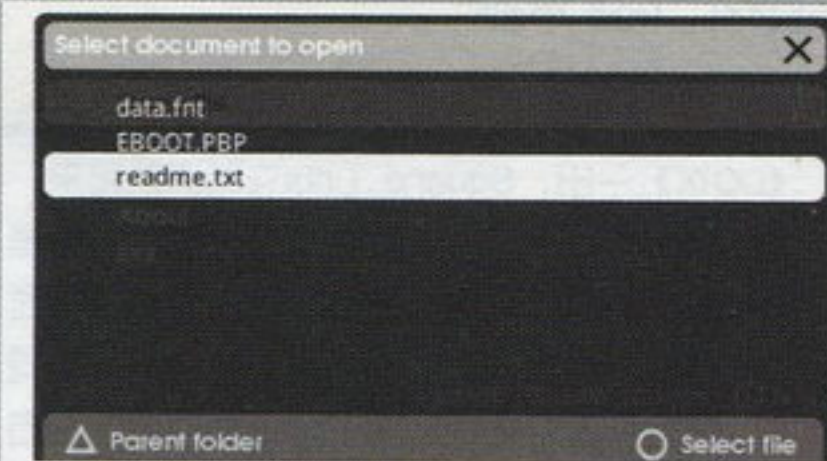 Select document to open
data.fnt
EBOOT.PBP
readme.txt
Parent folder
Select file